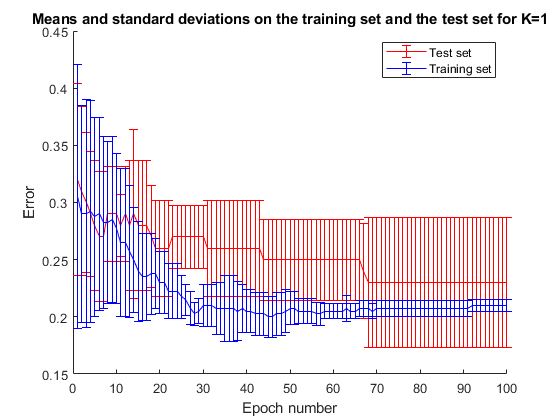 Means and standard deviations on the training set and the test set for K=1
0.45
0.4
0.35
0.3
0.25
0.2
0.15
Error
Test set
Training set
0 10 20 30 40 50 60 70 80 90 100
Epoch number